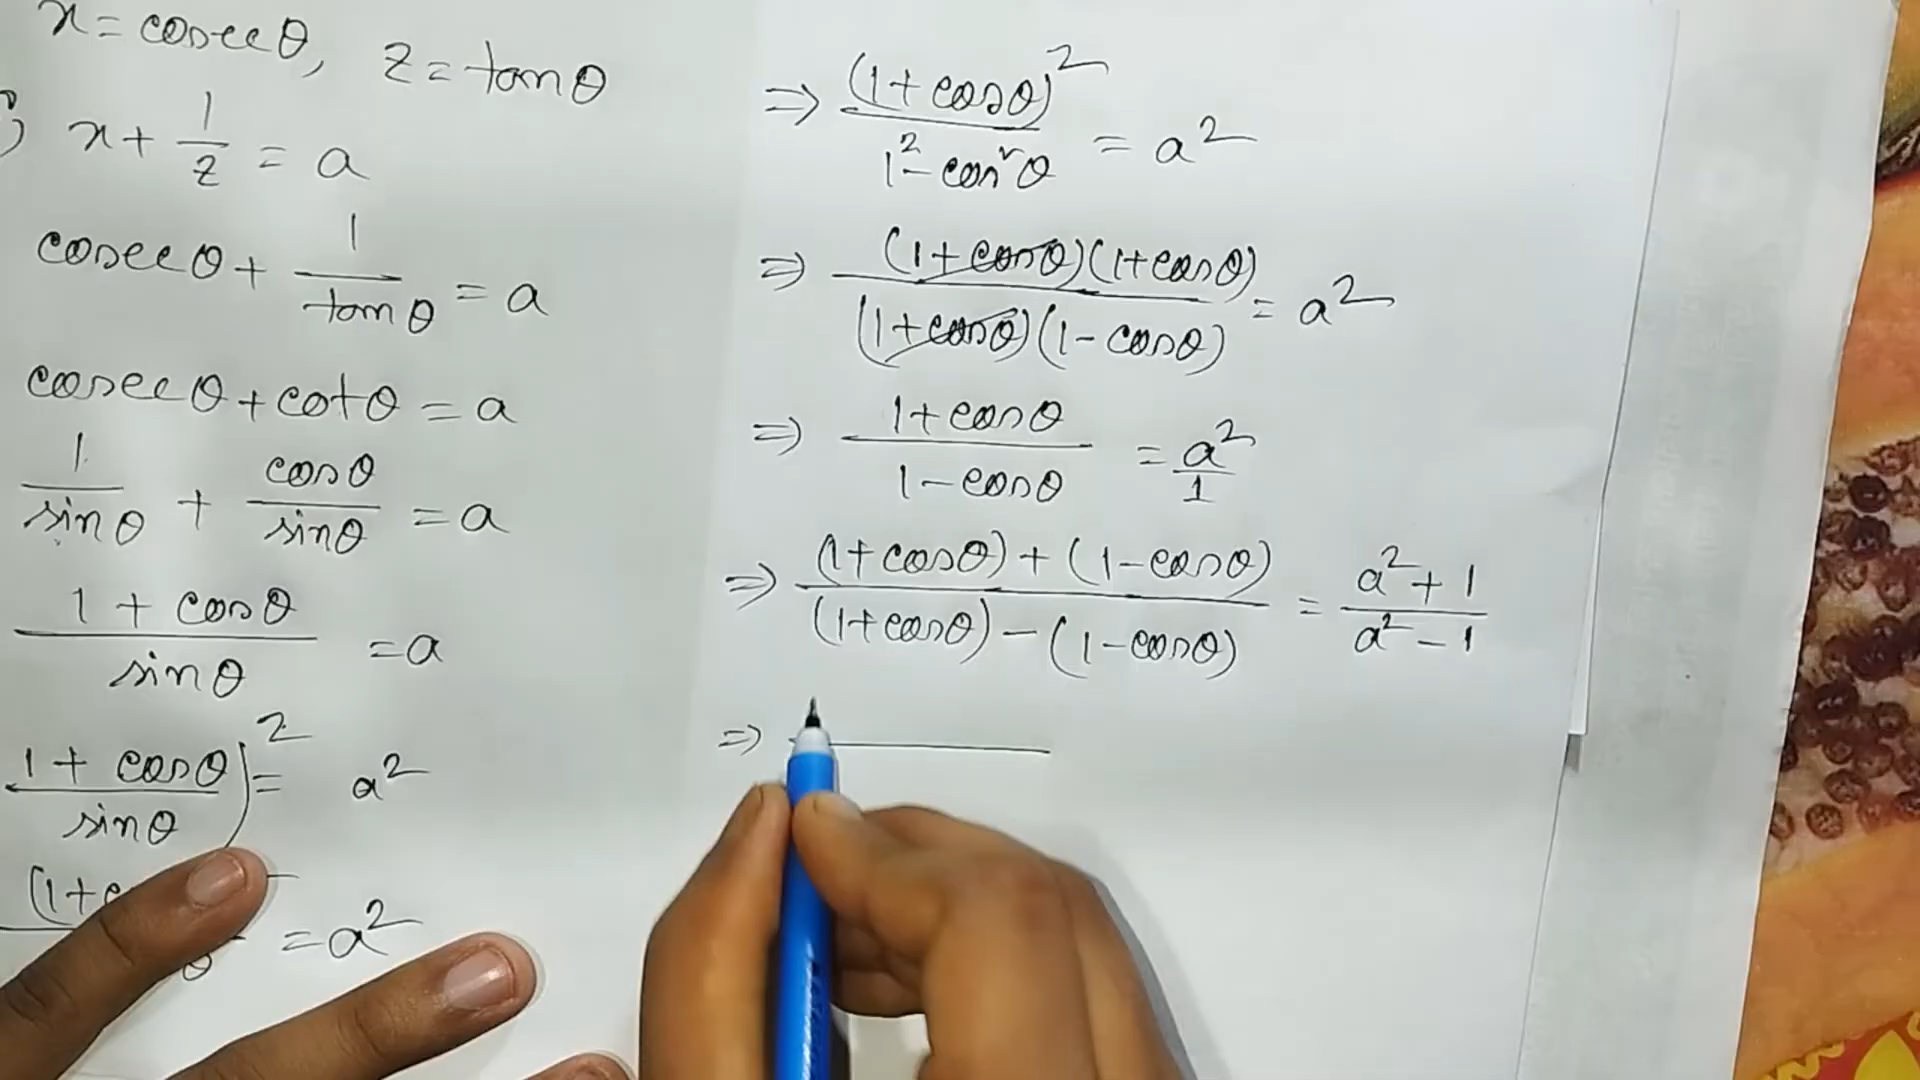 x = cosecθ, z = tanθ
x + 1/z = a
cosecθ + 1/tanθ = a
cosecθ + cotθ = a
1/sinθ + cosθ/sinθ = a
1 + cosθ/sinθ = a
1 + cosθ/sinθ)² = a²
(1+ θ = a²
⇒ (1+cosθ)²/1²-cos²θ = a²
⇒ (1+cosθ)(1+cosθ)/(1+cosθ)(1-cosθ) = a²
⇒ 1+cosθ/1-cosθ = a²/1
⇒ (1+cosθ)+(1-cosθ)/(1+cosθ)-(1-cosθ) = a²+1/a²-1
⇒